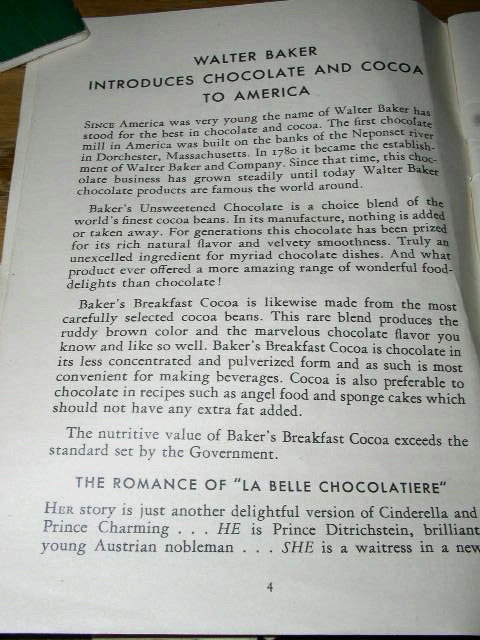 WALTER BAKER
INTRODUCES CHOCOLATE AND COCOA
TO AMERICA
SINCE America was very young the name of Walter Baker has
stood for the best in chocolate and cocoa. The first chocolate
mill in America was built on the banks of the Neponset river
in Dorchester, Massachusetts. In 1780 it became the establish-
ment of Walter Baker and Company. Since that time, this choc-
olate business has grown steadily until today Walter Baker
chocolate products are famous the world around.
Baker's Unsweetened Chocolate is a choice blend of the
world's finest cocoa beans. In its manufacture, nothing is added
or taken away. For generations this chocolate has been prized
for its rich natural flavor and velvety smoothness. Truly an
unexcelled ingredient for myriad chocolate dishes. And what
product ever offered a more amazing range of wonderful food-
delights than chocolate!
Baker's Breakfast Cocoa is likewise made from the most
carefully selected cocoa beans. This rare blend produces the
ruddy brown color and the marvelous chocolate flavor you
know and like so well. Baker's Breakfast Cocoa is chocolate in
its less concentrated and pulverized form and as such is most
convenient for making beverages. Cocoa is also preferable to
chocolate in recipes such as angel food and sponge cakes which
should not have any extra fat added.
The nutritive value of Baker's Breakfast Cocoa exceeds the
standard set by the Government.
THE ROMANCE OF "LA BELLE CHOCOLATIERE"
HER story is just another delightful version of Cinderella and
Prince Charming . . . HE is Prince Ditrichstein, brilliant
young Austrian nobleman . . . SHE is a waitress in a new
4